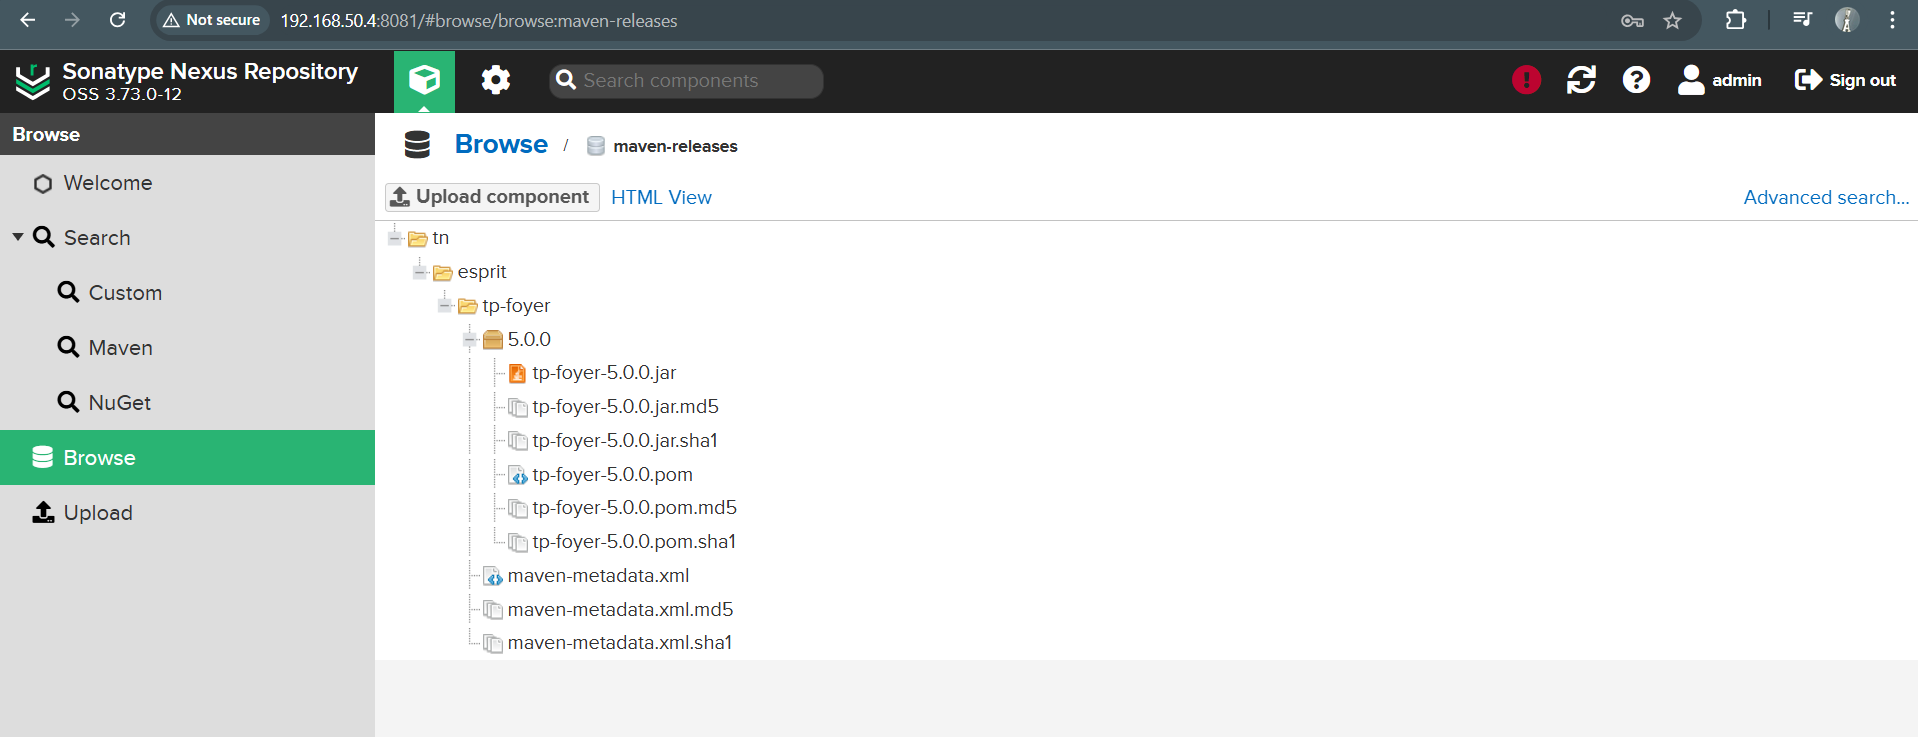 Not secure 192.168.50.4:8081/#browse/browse:maven-releases
Sonatype Nexus Repository
OSS 3.73.0-12
Search components
admin
Sign out
Browse
Welcome
Search
Custom
Maven
NuGet
Browse
Upload
Browse / maven-releases
Upload component HTML View Advanced search...
tn
esprit
tp-foyer
5.0.0
tp-foyer-5.0.0.jar
tp-foyer-5.0.0.jar.md5
tp-foyer-5.0.0.jar.sha1
tp-foyer-5.0.0.pom
tp-foyer-5.0.0.pom.md5
tp-foyer-5.0.0.pom.sha1
maven-metadata.xml
maven-metadata.xml.md5
maven-metadata.xml.sha1